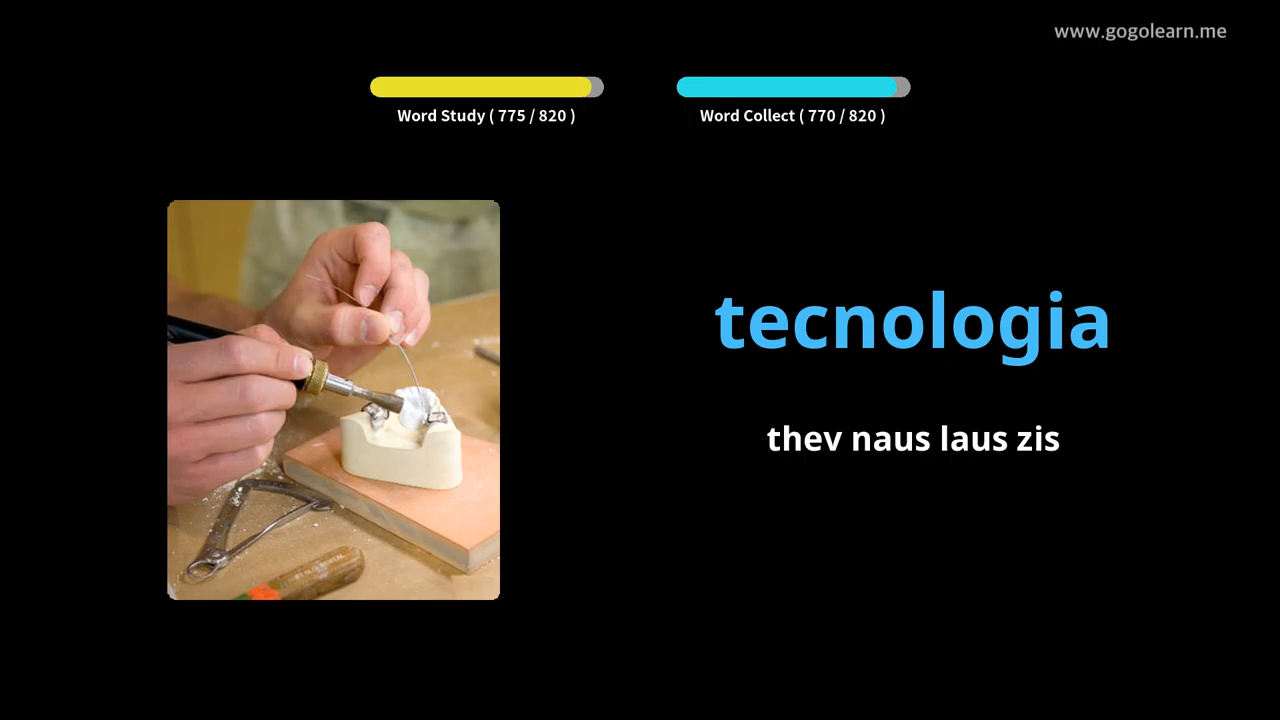 www.gogolearn.me
Word Study ( 775 / 820 )
Word Collect ( 770 / 820 )
tecnologia
thev naus laus zis